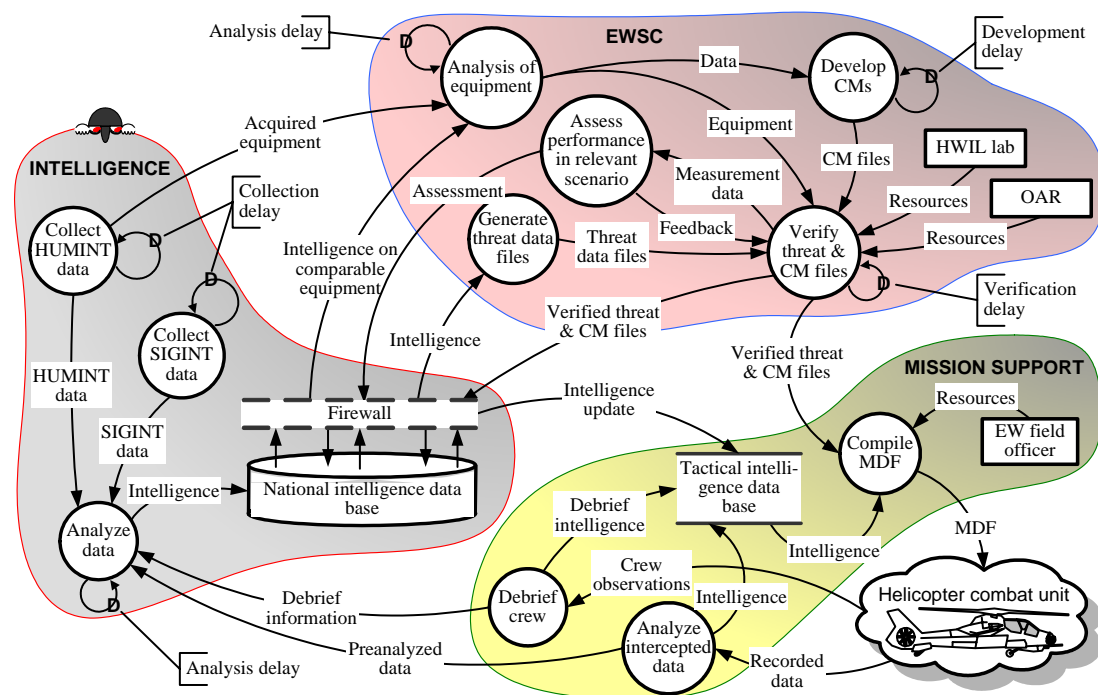 Analysis delay
D
EWSC
Development
delay
Analysis of
equipment
Data
Develop
CMs
D
Acquired
equipment
Assess
performance
in relevant
scenario
Equipment
CM files
HWIL lab
INTELLIGENCE
Collection
delay
Assessment
Measurement
data
Resources
OAR
Collect
HUMINT
data
D
Intelligence on
comparable
equipment
Generate
threat data
files
Feedback
Threat
data files
Verify
threat &
CM files
Resources
D
D
Verification
delay
Collect
SIGINT
data
Intelligence
Verified threat
& CM files
Verified threat
& CM files
MISSION SUPPORT
HUMINT
data
Firewall
Intelligence
update
Resources
SIGINT
data
Compile
MDF
EW field
officer
Intelligence
National intelligence data
base
Tactical intelli-
gence data
base
Debrief
intelligence
Analyze
data
Intelligence
MDF
D
Crew
observations
Debrief
information
Debrief
crew
Intelligence
Helicopter combat unit
Analysis delay
Preanalyzed
data
Analyze
intercepted
data
Recorded
data